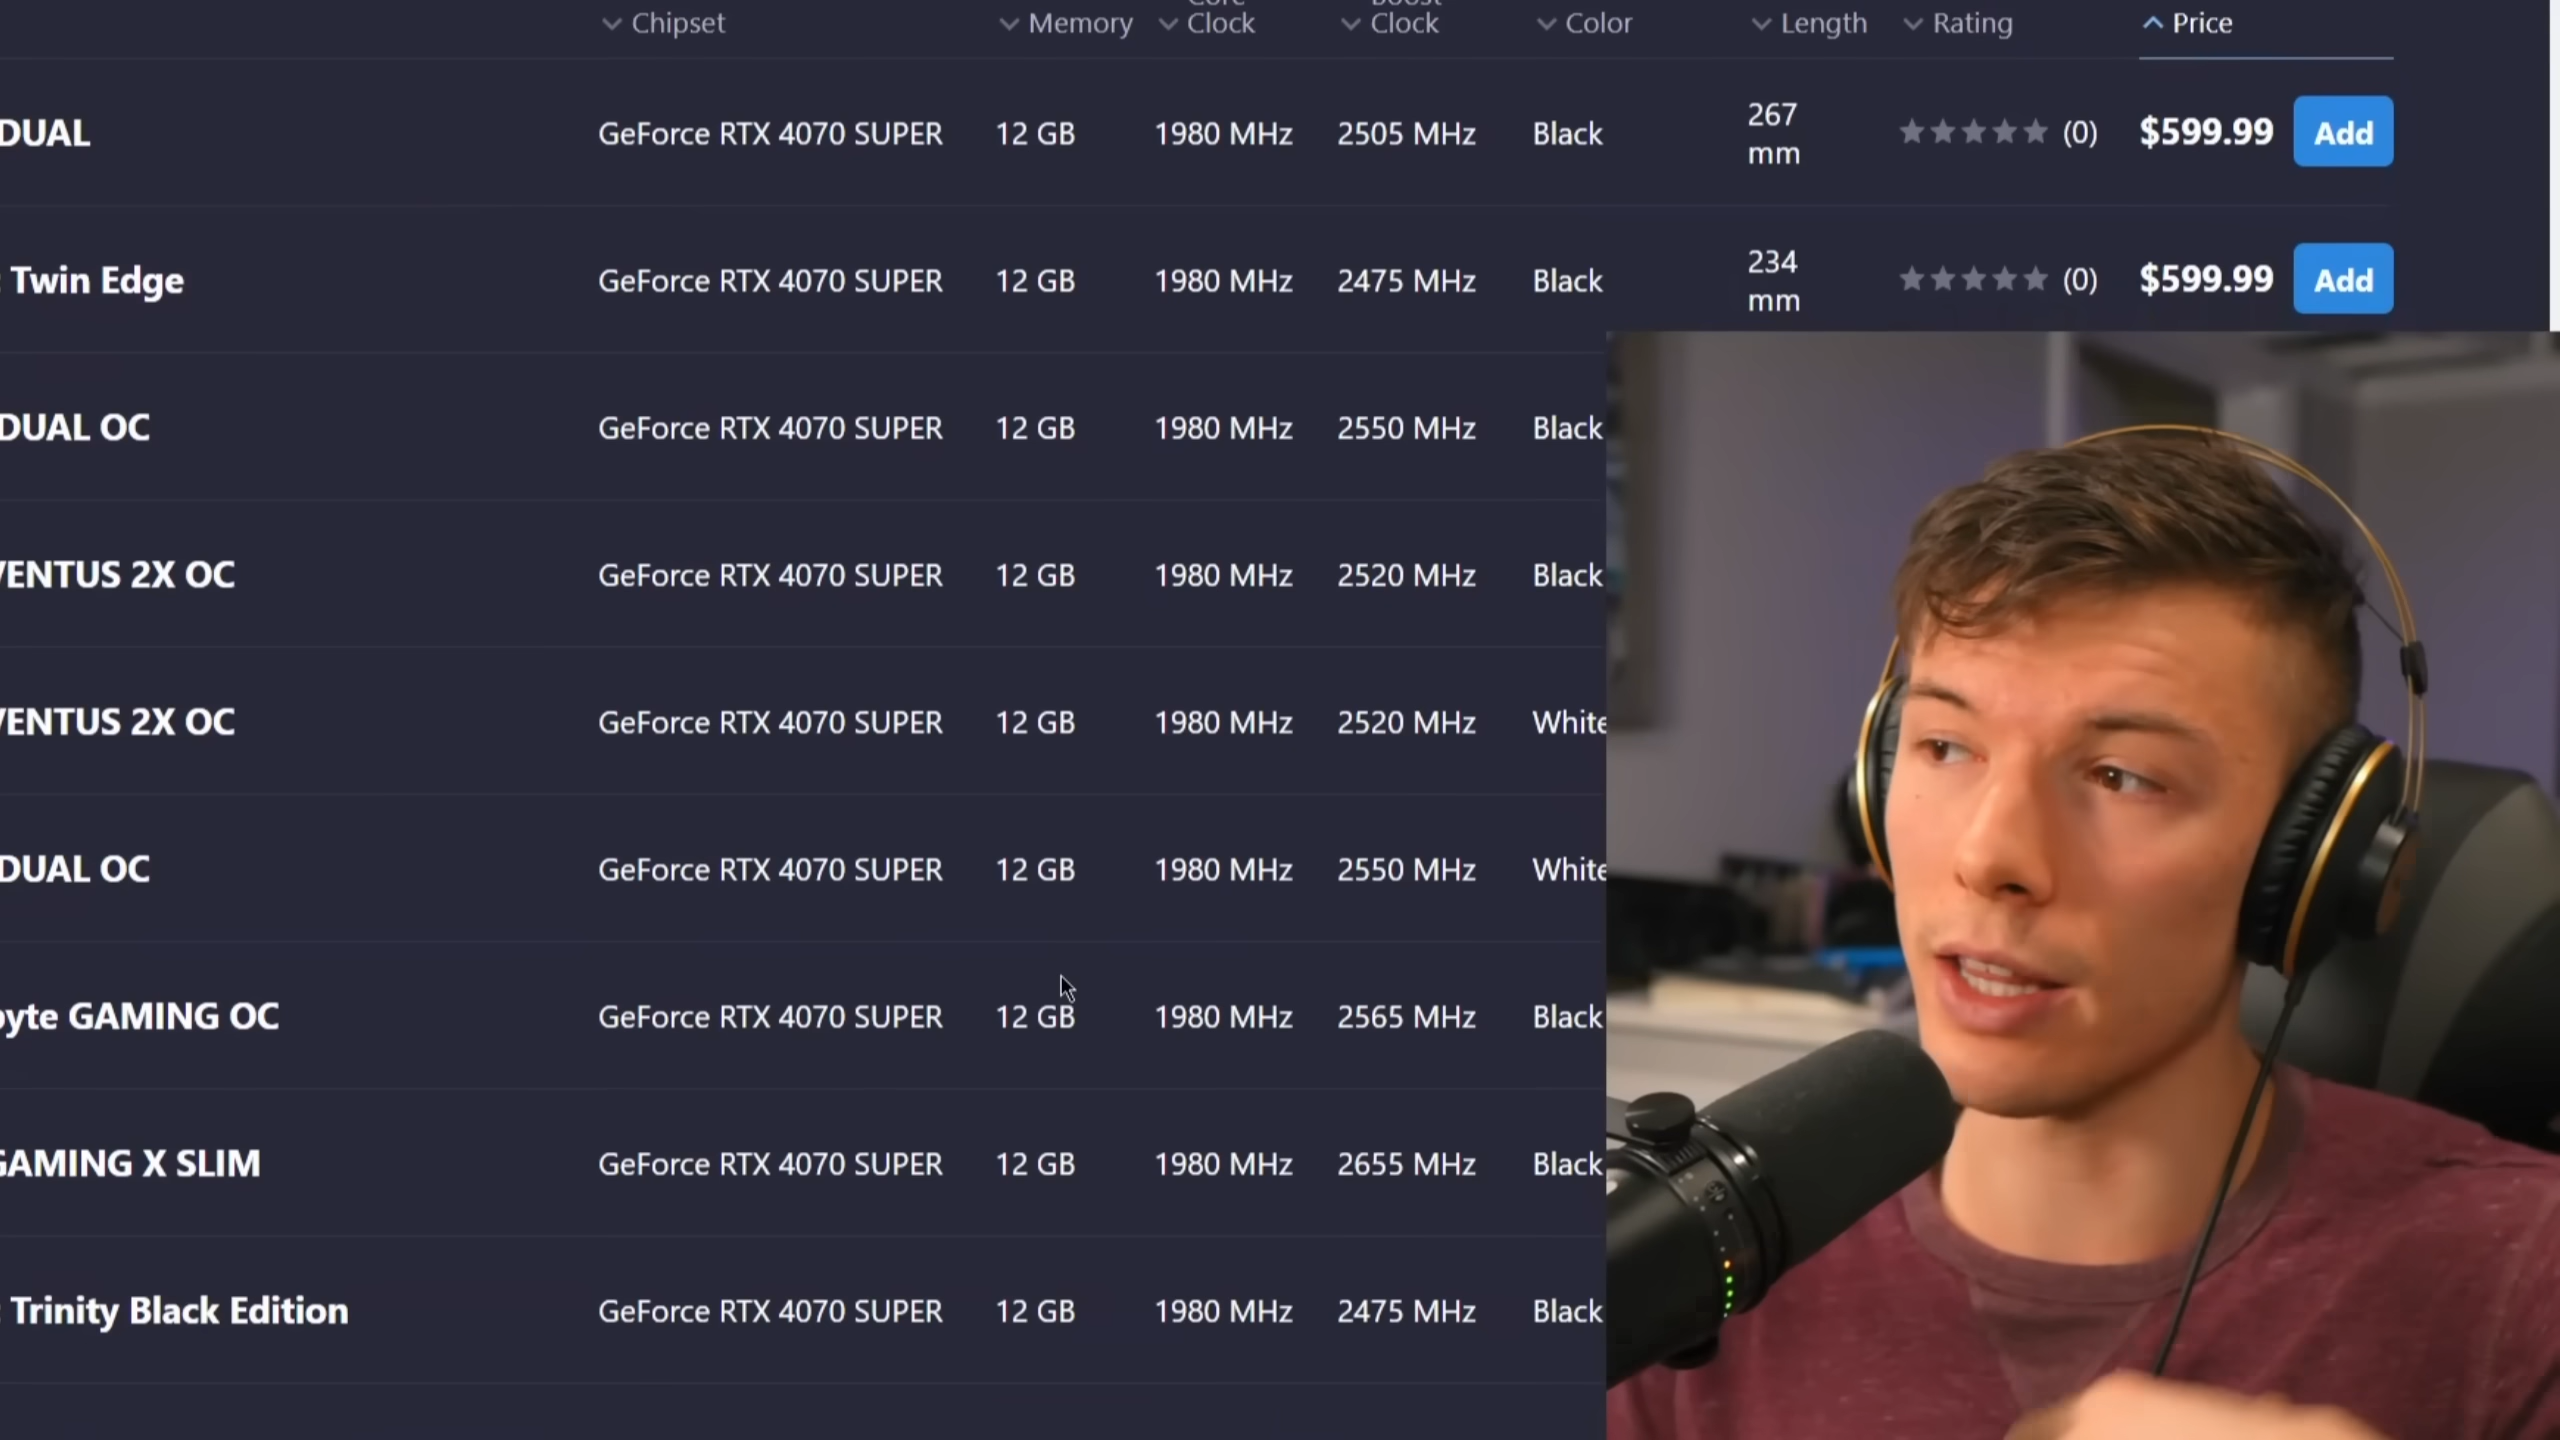 Chipset Memory Core Clock Boost Clock Color Length Rating Price
DUAL GeForce RTX 4070 SUPER 12 GB 1980 MHz 2505 MHz Black 267 mm (0) $599.99 Add
Twin Edge GeForce RTX 4070 SUPER 12 GB 1980 MHz 2475 MHz Black 234 mm (0) $599.99 Add
DUAL OC GeForce RTX 4070 SUPER 12 GB 1980 MHz 2550 MHz Black
VENTUS 2X OC GeForce RTX 4070 SUPER 12 GB 1980 MHz 2520 MHz Black
VENTUS 2X OC GeForce RTX 4070 SUPER 12 GB 1980 MHz 2520 MHz White
DUAL OC GeForce RTX 4070 SUPER 12 GB 1980 MHz 2550 MHz White
byte GAMING OC GeForce RTX 4070 SUPER 12 GB 1980 MHz 2565 MHz Black
GAMING X SLIM GeForce RTX 4070 SUPER 12 GB 1980 MHz 2655 MHz Black
Trinity Black Edition GeForce RTX 4070 SUPER 12 GB 1980 MHz 2475 MHz Black